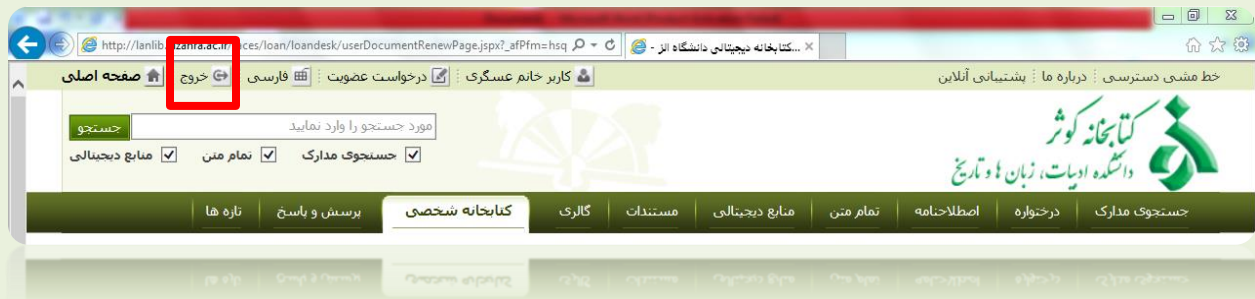 http://lanlib.alzahra.ac.ir/faces/loan/loandesk/userDocumentRenewPage.jspx?_afPfm=hsq
کتابخانه دیجیتالی دانشگاه الز - ...
خط مشی دسترسی درباره ما پشتیبانی آنلاین
کاربر خانم عسگری درخواست عضویت فارسی خروج صفحه اصلی
کتابخانه کوثر
دانشکده ادبیات، زبان ها و تاریخ
مورد جستجو را وارد نمایید جستجو
جستجوی مدارک تمام متن منابع دیجیتالی
جستجوی مدارک درختواره اصطلاحنامه تمام متن منابع دیجیتالی مستندات گالری کتابخانه شخصی پرسش و پاسخ تازه ها